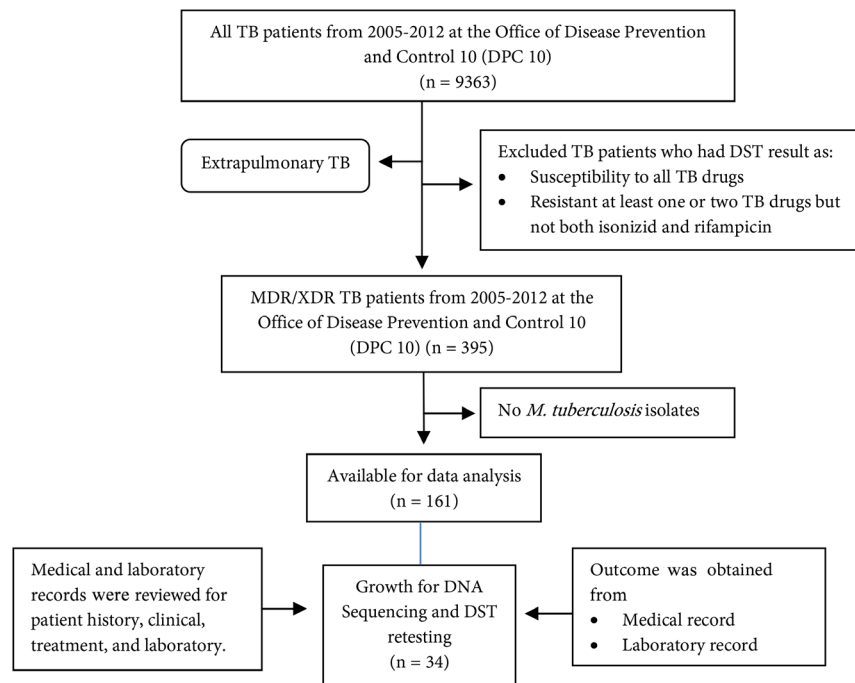 All TB patients from 2005-2012 at the Office of Disease Prevention
and Control 10 (DPC 10)
(n = 9363)
Extrapulmonary TB
Excluded TB patients who had DST result as:
• Susceptibility to all TB drugs
• Resistant at least one or two TB drugs but
not both isonizid and rifampicin
MDR/XDR TB patients from 2005-2012 at the
Office of Disease Prevention and Control 10
(DPC 10) (n = 395)
No M. tuberculosis isolates
Available for data analysis
(n = 161)
Medical and laboratory
records were reviewed for
patient history, clinical,
treatment, and laboratory.
Growth for DNA
Sequencing and DST
retesting
(n = 34)
Outcome was obtained
from
• Medical record
• Laboratory record